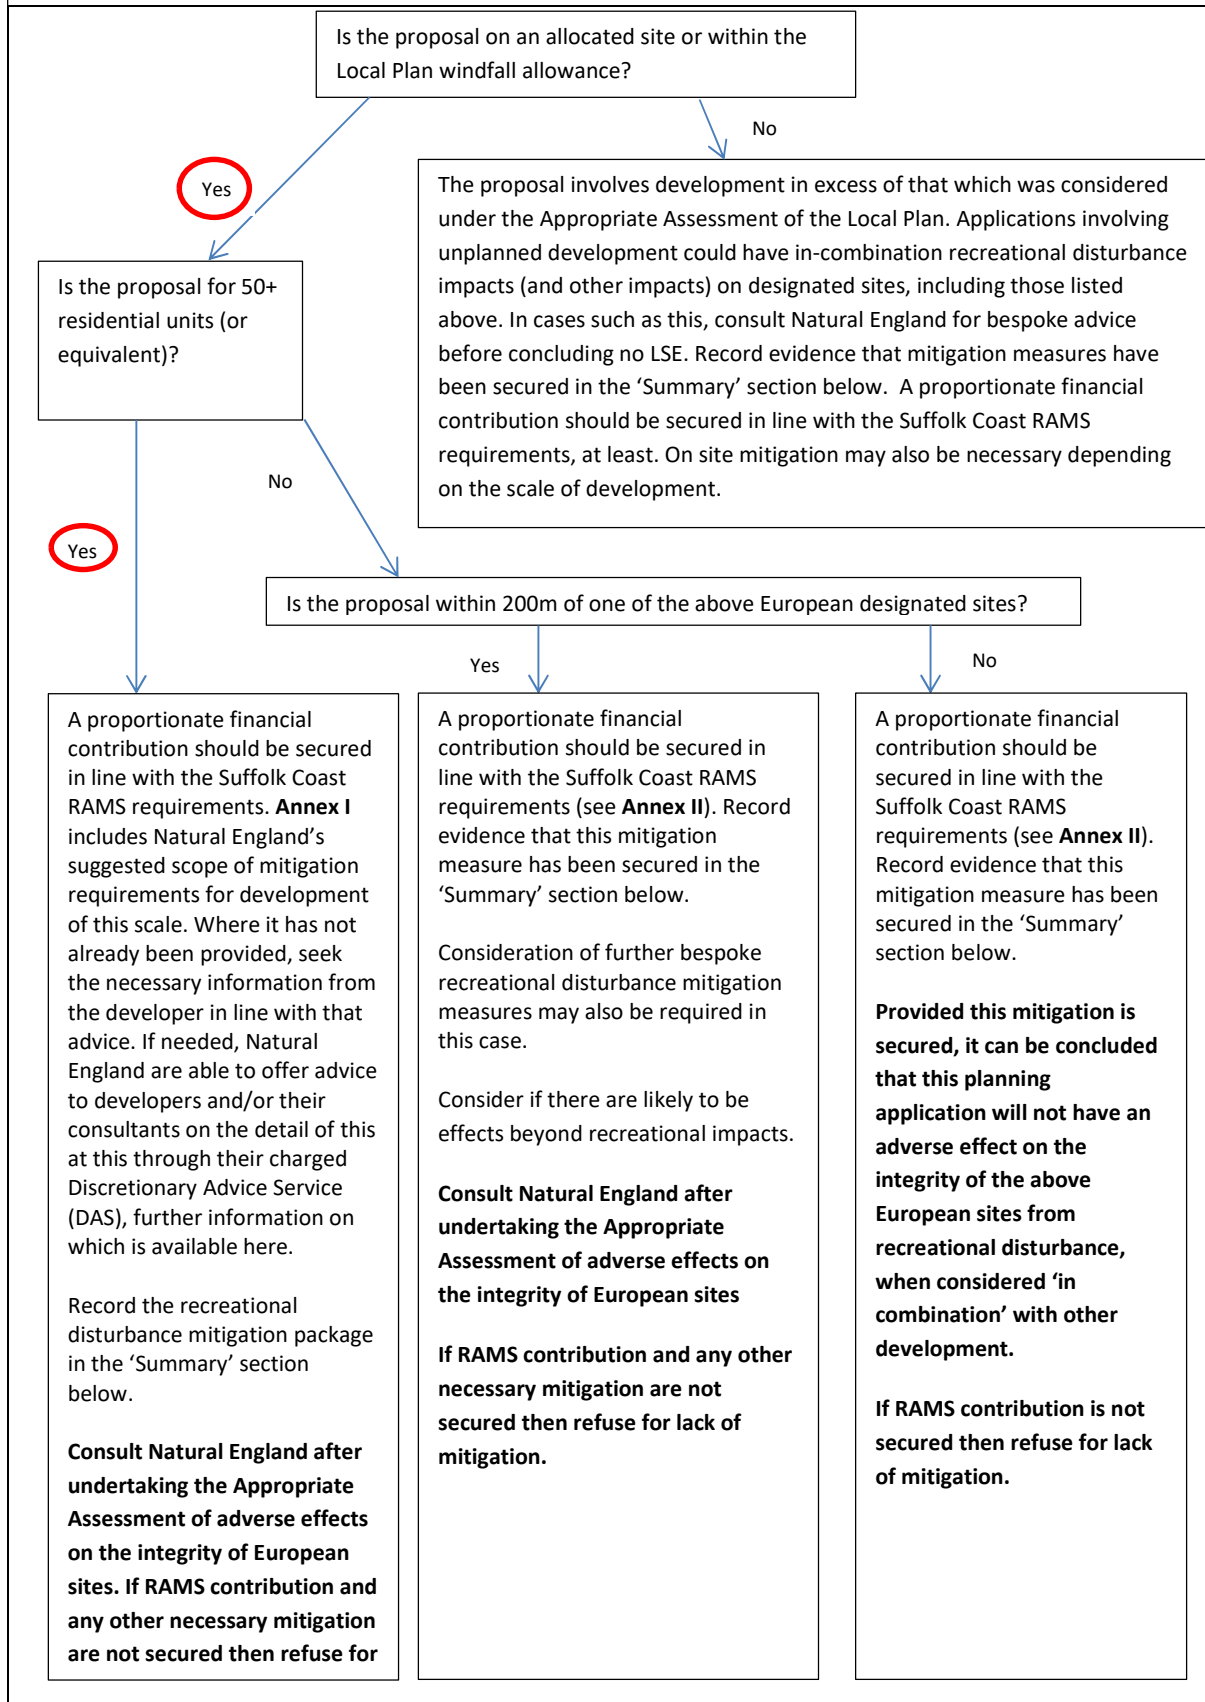 Is the proposal on an allocated site or within the
Local Plan windfall allowance?
No
Yes
The proposal involves development in excess of that which was considered
under the Appropriate Assessment of the Local Plan. Applications involving
unplanned development could have in-combination recreational disturbance
impacts (and other impacts) on designated sites, including those listed
above. In cases such as this, consult Natural England for bespoke advice
before concluding no LSE. Record evidence that mitigation measures have
been secured in the ‘Summary’ section below.  A proportionate financial
contribution should be secured in line with the Suffolk Coast RAMS
requirements, at least. On site mitigation may also be necessary depending
on the scale of development.
Is the proposal for 50+
residential units (or
equivalent)?
No
Yes
Is the proposal within 200m of one of the above European designated sites?
Yes
No
A proportionate financial
contribution should be secured
in line with the Suffolk Coast
RAMS requirements. Annex I
includes Natural England’s
suggested scope of mitigation
requirements for development
of this scale. Where it has not
already been provided, seek
the necessary information from
the developer in line with that
advice. If needed, Natural
England are able to offer advice
to developers and/or their
consultants on the detail of this
at this through their charged
Discretionary Advice Service
(DAS), further information on
which is available here.
Record the recreational
disturbance mitigation package
in the ‘Summary’ section
below.
Consult Natural England after
undertaking the Appropriate
Assessment of adverse effects
on the integrity of European
sites. If RAMS contribution and
any other necessary mitigation
are not secured then refuse for
A proportionate financial
contribution should be secured in
line with the Suffolk Coast RAMS
requirements (see Annex II). Record
evidence that this mitigation
measure has been secured in the
‘Summary’ section below.
Consideration of further bespoke
recreational disturbance mitigation
measures may also be required in
this case.
Consider if there are likely to be
effects beyond recreational impacts.
Consult Natural England after
undertaking the Appropriate
Assessment of adverse effects on
the integrity of European sites
If RAMS contribution and any other
necessary mitigation are not
secured then refuse for lack of
mitigation.
A proportionate financial
contribution should be
secured in line with the
Suffolk Coast RAMS
requirements (see Annex II).
Record evidence that this
mitigation measure has been
secured in the ‘Summary’
section below.
Provided this mitigation is
secured, it can be concluded
that this planning
application will not have an
adverse effect on the
integrity of the above
European sites from
recreational disturbance,
when considered ‘in
combination’ with other
development.
If RAMS contribution is not
secured then refuse for lack
of mitigation.